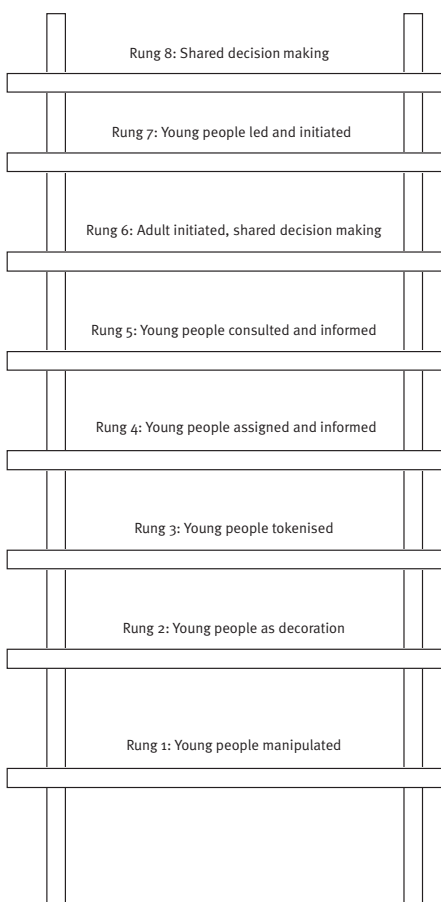 Rung 8: Shared decision making
Rung 7: Young people led and initiated
Rung 6: Adult initiated, shared decision making
Rung 5: Young people consulted and informed
Rung 4: Young people assigned and informed
Rung 3: Young people tokenised
Rung 2: Young people as decoration
Rung 1: Young people manipulated